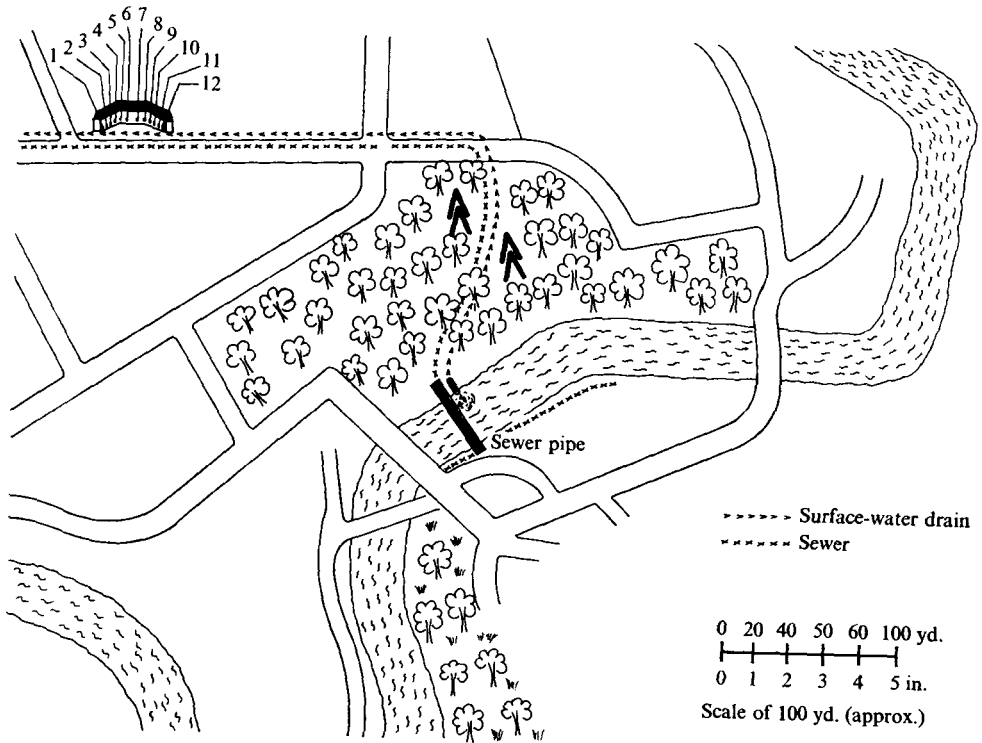 1 2 3 4 5 6 7 8 9 10 11 12
Sewer pipe
Surface-water drain
Sewer
0 20 40 50 60 100 yd.
0 1 2 3 4 5 in.
Scale of 100 yd. (approx.)